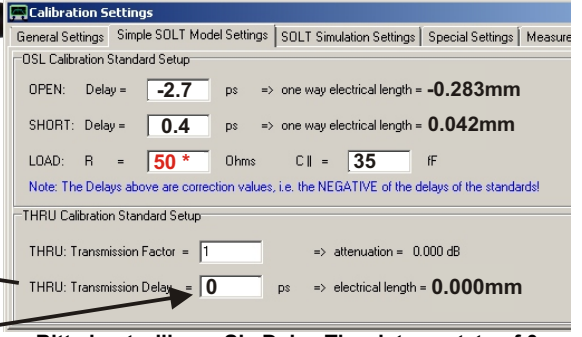 Calibration Settings
General Settings Simple SOLT Model Settings SOLT Simulation Settings Special Settings Measure
OSL Calibration Standard Setup
OPEN: Delay = -2.7 ps => one way electrical length = -0.283mm
SHORT: Delay = 0.4 ps => one way electrical length = 0.042mm
LOAD: R = 50 * Ohms C || = 35 fF
Note: The Delays above are correction values, i.e. the NEGATIVE of the delays of the standards!
THRU Calibration Standard Setup
THRU: Transmission Factor = 1 => attenuation = 0.000 dB
THRU: Transmission Delay = 0 ps => electrical length = 0.000mm